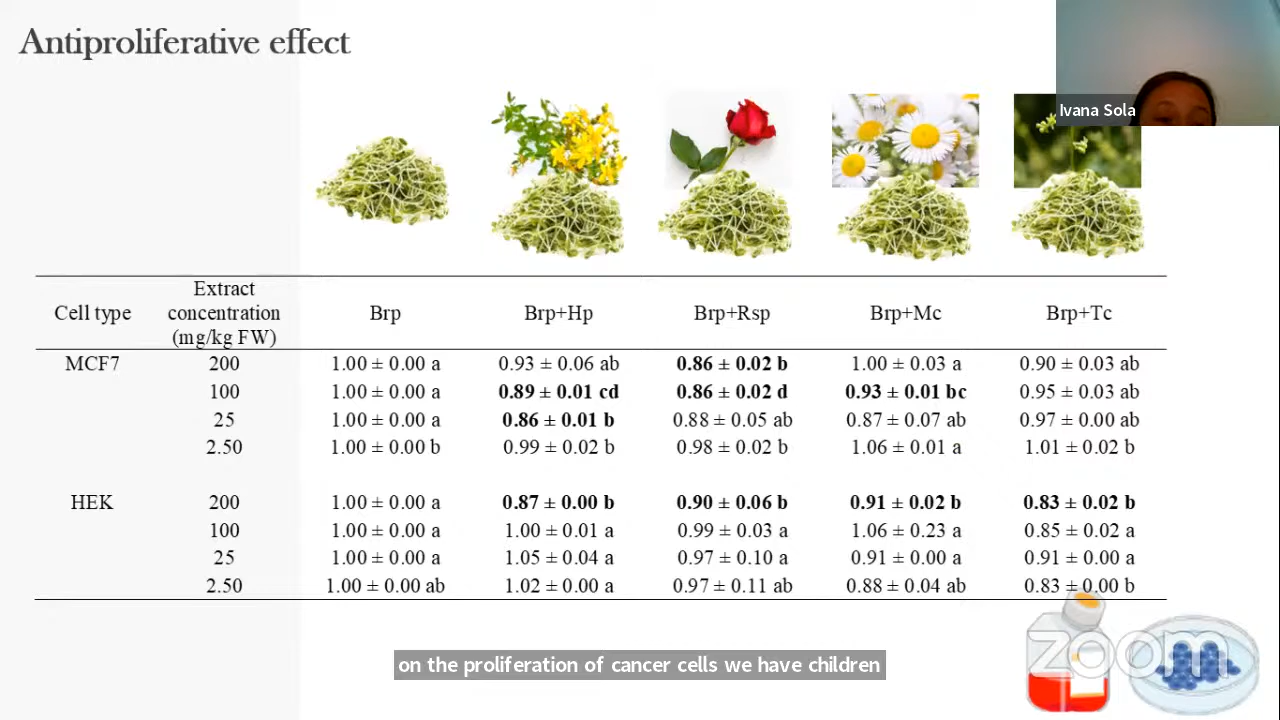 Antiproliferative effect
Ivana Sola
Cell type Extract concentration (mg/kg FW) Brp Brp+Hp Brp+Rsp Brp+Mc Brp+Tc
MCF7 200 1.00 ± 0.00 a 0.93 ± 0.06 ab 0.86 ± 0.02 b 1.00 ± 0.03 a 0.90 ± 0.03 ab
100 1.00 ± 0.00 a 0.89 ± 0.01 cd 0.86 ± 0.02 d 0.93 ± 0.01 bc 0.95 ± 0.03 ab
25 1.00 ± 0.00 a 0.86 ± 0.01 b 0.88 ± 0.05 ab 0.87 ± 0.07 ab 0.97 ± 0.00 ab
2.50 1.00 ± 0.00 b 0.99 ± 0.02 b 0.98 ± 0.02 b 1.06 ± 0.01 a 1.01 ± 0.02 b
HEK 200 1.00 ± 0.00 a 0.87 ± 0.00 b 0.90 ± 0.06 b 0.91 ± 0.02 b 0.83 ± 0.02 b
100 1.00 ± 0.00 a 1.00 ± 0.01 a 0.99 ± 0.03 a 1.06 ± 0.23 a 0.85 ± 0.02 a
25 1.00 ± 0.00 a 1.05 ± 0.04 a 0.97 ± 0.10 a 0.91 ± 0.00 a 0.91 ± 0.00 a
2.50 1.00 ± 0.00 ab 1.02 ± 0.00 a 0.97 ± 0.11 ab 0.88 ± 0.04 ab 0.83 ± 0.00 b
zoom
on the proliferation of cancer cells we have children